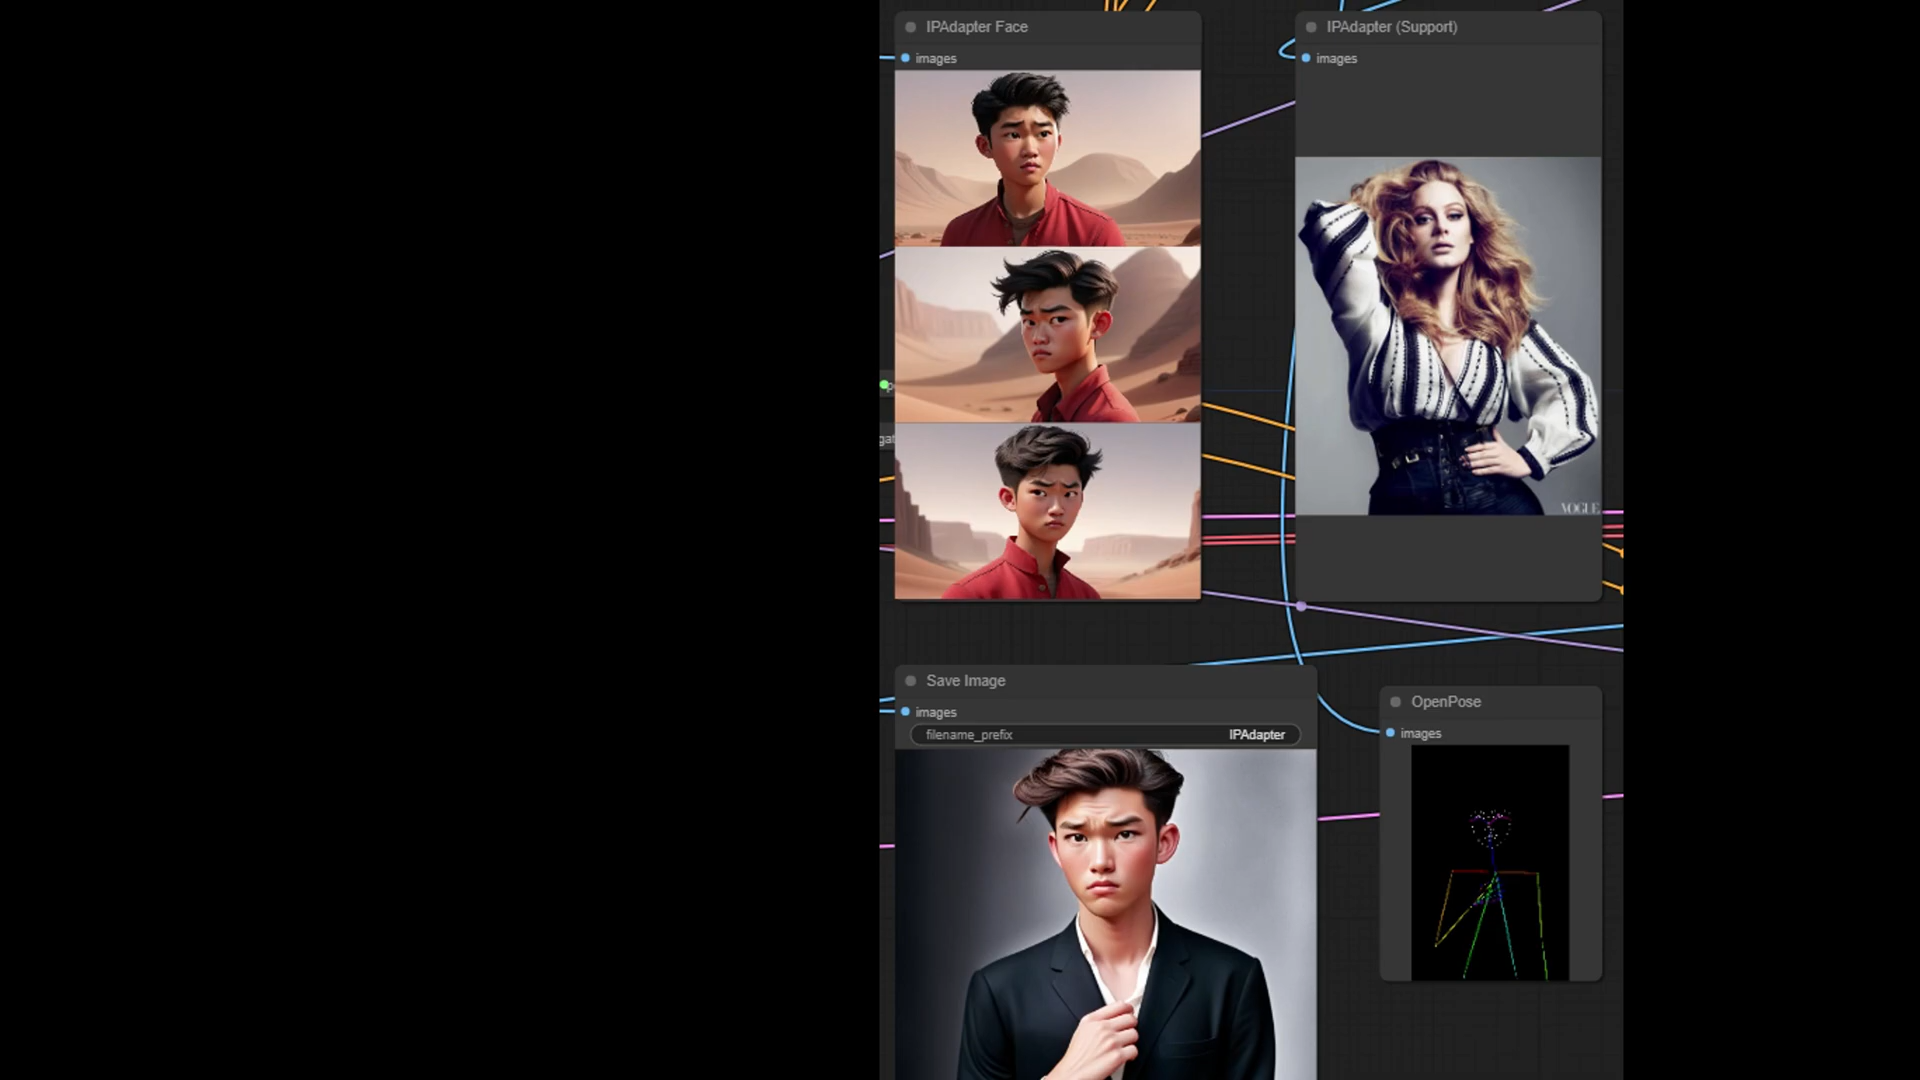 IPAdapter Face
images
IPAdapter (Support)
images
VOGUE
Save Image
images
filename_prefix IPAdapter
OpenPose
images